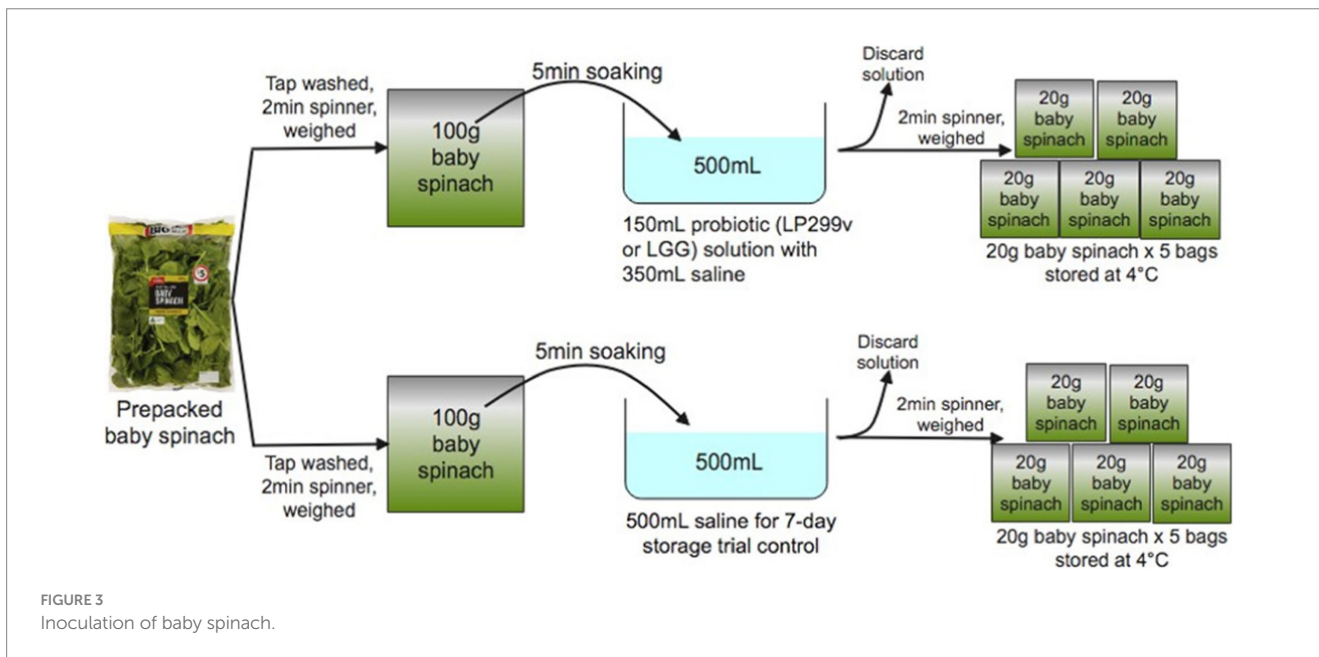 Tap washed,
2min spinner,
weighed
100g
baby
spinach
5min soaking
500mL
150mL probiotic (LP299v
or LGG) solution with
350mL saline
Discard
solution
2min spinner,
weighed
20g
baby
spinach
20g
baby
spinach
20g
baby
spinach
20g
baby
spinach
20g
baby
spinach
20g baby spinach x 5 bags
stored at 4°C
BABY
SPINACH
Prepacked
baby spinach
Tap washed,
2min spinner,
weighed
100g
baby
spinach
5min soaking
500mL
500mL saline for 7-day
storage trial control
Discard
solution
2min spinner,
weighed
20g
baby
spinach
20g
baby
spinach
20g
baby
spinach
20g
baby
spinach
20g
baby
spinach
20g baby spinach x 5 bags
stored at 4°C
FIGURE 3
Inoculation of baby spinach.